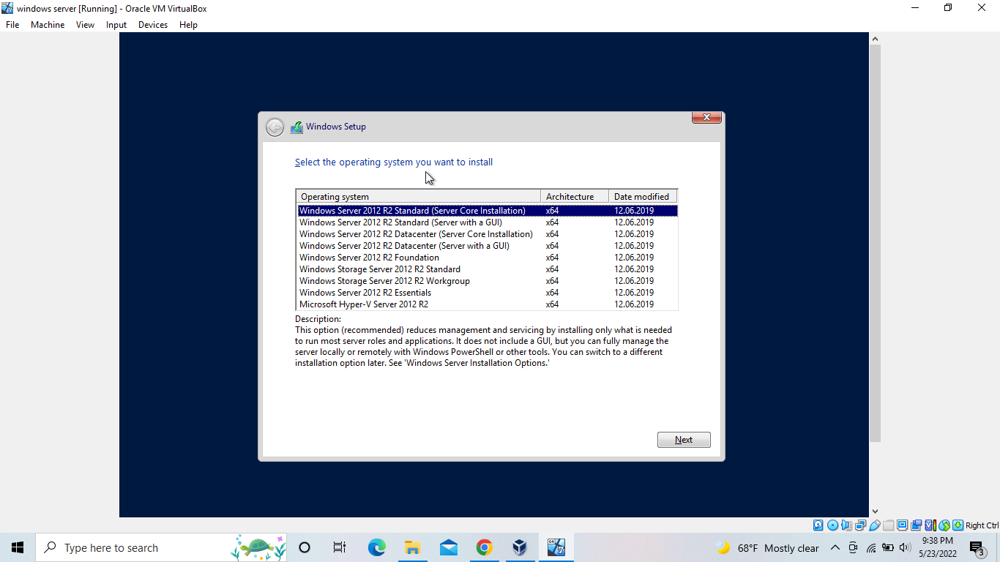 windows server [Running] - Oracle VM VirtualBox
File Machine View Input Devices Help
Windows Setup
Select the operating system you want to install
Operating system Architecture Date modified
Windows Server 2012 R2 Standard (Server Core Installation) x64 12.06.2019
Windows Server 2012 R2 Standard (Server with a GUI) x64 12.06.2019
Windows Server 2012 R2 Datacenter (Server Core Installation) x64 12.06.2019
Windows Server 2012 R2 Datacenter (Server with a GUI) x64 12.06.2019
Windows Server 2012 R2 Foundation x64 12.06.2019
Windows Storage Server 2012 R2 Standard x64 12.06.2019
Windows Storage Server 2012 R2 Workgroup x64 12.06.2019
Windows Server 2012 R2 Essentials x64 12.06.2019
Microsoft Hyper-V Server 2012 R2 x64 12.06.2019
Description:
This option (recommended) reduces management and servicing by installing only what is needed
to run most server roles and applications. It does not include a GUI, but you can fully manage the
server locally or remotely with Windows PowerShell or other tools. You can switch to a different
installation option later. See 'Windows Server Installation Options.'
Next
Right Ctrl
Type here to search
68°F Mostly clear
9:38 PM
5/23/2022
3